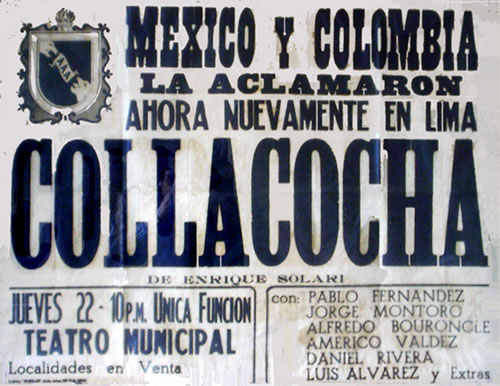 AAA
MEXICO Y COLOMBIA
LA ACLAMARON
AHORA NUEVAMENTE EN LIMA
COLLACOCHA
DE ENRIQUE SOLARI
JUEVES 22 - 10 P.M. UNICA FUNCION
TEATRO MUNICIPAL
Localidades en Venta
con: PABLO FERNANDEZ
JORGE MONTORO
ALFREDO BOURONCLE
AMERICO VALDEZ
DANIEL RIVERA
LUIS ALVAREZ y Extras